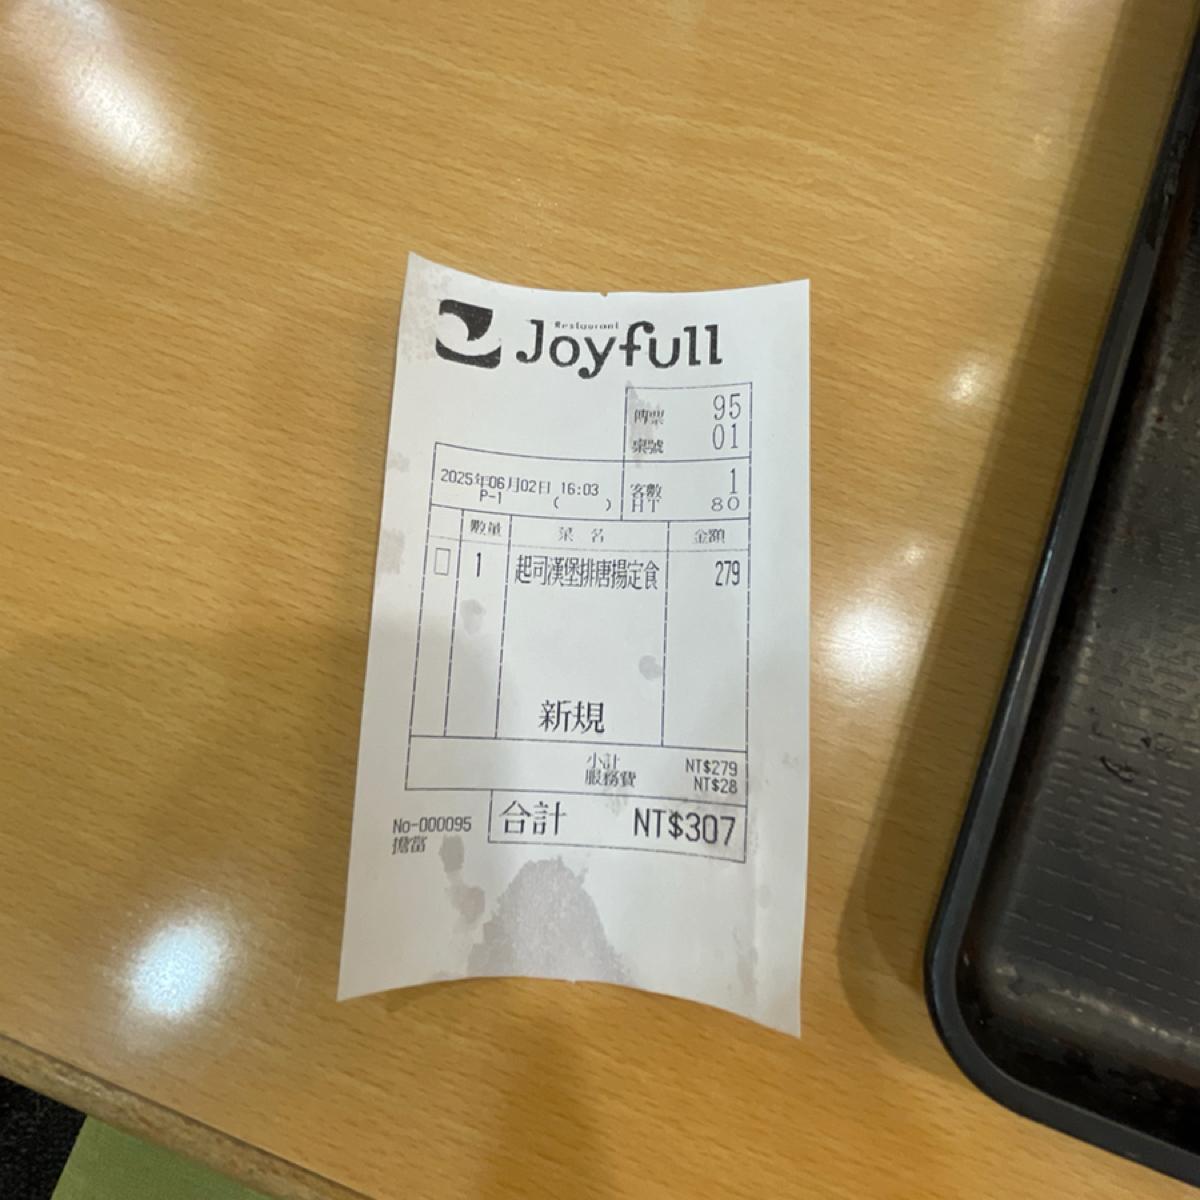 Restaurant
Joyfull
傳票 95
桌號 01
2025年06月02日 16:03
P-1 ( )
客數 1
HT 80
數量 菜 名 金額
1 起司漢堡排唐揚定食 279
新規
小計 NT$279
服務費 NT$28
合計 NT$307
No-000095
擔當